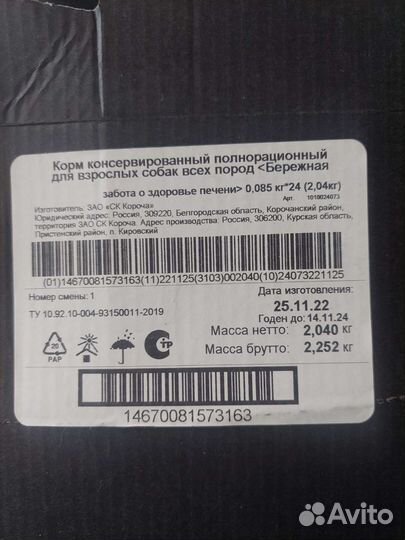 Корм консервированный полнорационный
для взрослых собак всех пород <Бережная
забота о здоровье печени> 0,085 кг*24 (2,04кг)
Арт. 1010024073
Изготовитель: ЗАО «СК Короча»
Юридический адрес: Россия, 309220, Белгородская область, Корочанский район,
территория ЗАО СК Короча. Адрес производства: Россия, 306200, Курская область,
Пристенский район, п. Кировский
(01)14670081573163(11)221125(3103)002040(10)24073221125
Номер смены: 1
Дата изготовления:
25.11.22
ТУ 10.92.10-004-93150011-2019
Годен до: 14.11.24
Масса нетто: 2,040 кг
Масса брутто: 2,252 кг
20
PAP
СТР
14670081573163
Avito